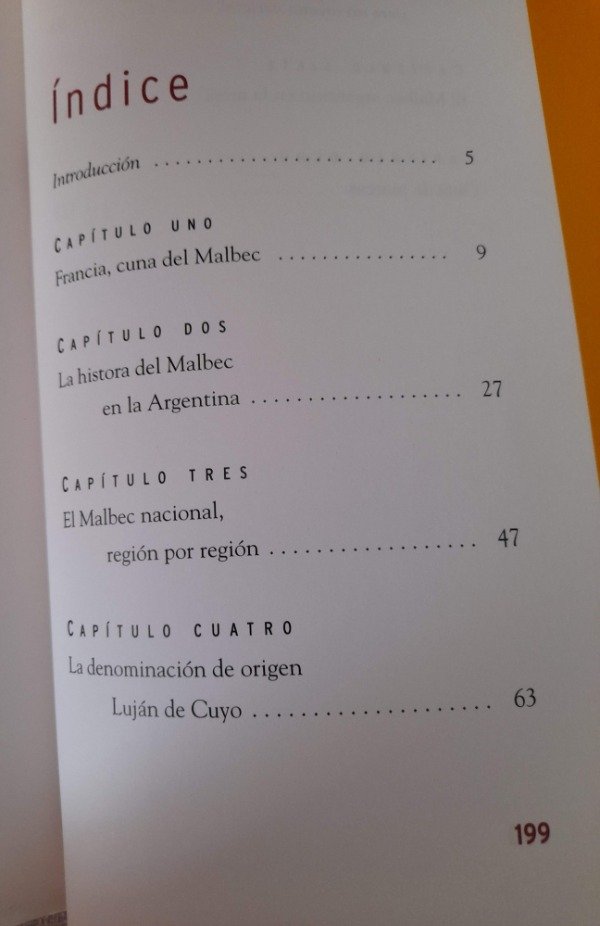 índice
Introducción . . . . . . . . . . . . . . . . . . . . . . . . . . . 5
CAPÍTULO UNO
Francia, cuna del Malbec . . . . . . . . . . . . . . . . 9
CAPÍTULO DOS
La histora del Malbec
en la Argentina . . . . . . . . . . . . . . . . . . . . 27
CAPÍTULO TRES
El Malbec nacional,
región por región . . . . . . . . . . . . . . . . . . . 47
CAPÍTULO CUATRO
La denominación de origen
Luján de Cuyo . . . . . . . . . . . . . . . . . . . . . 63
199